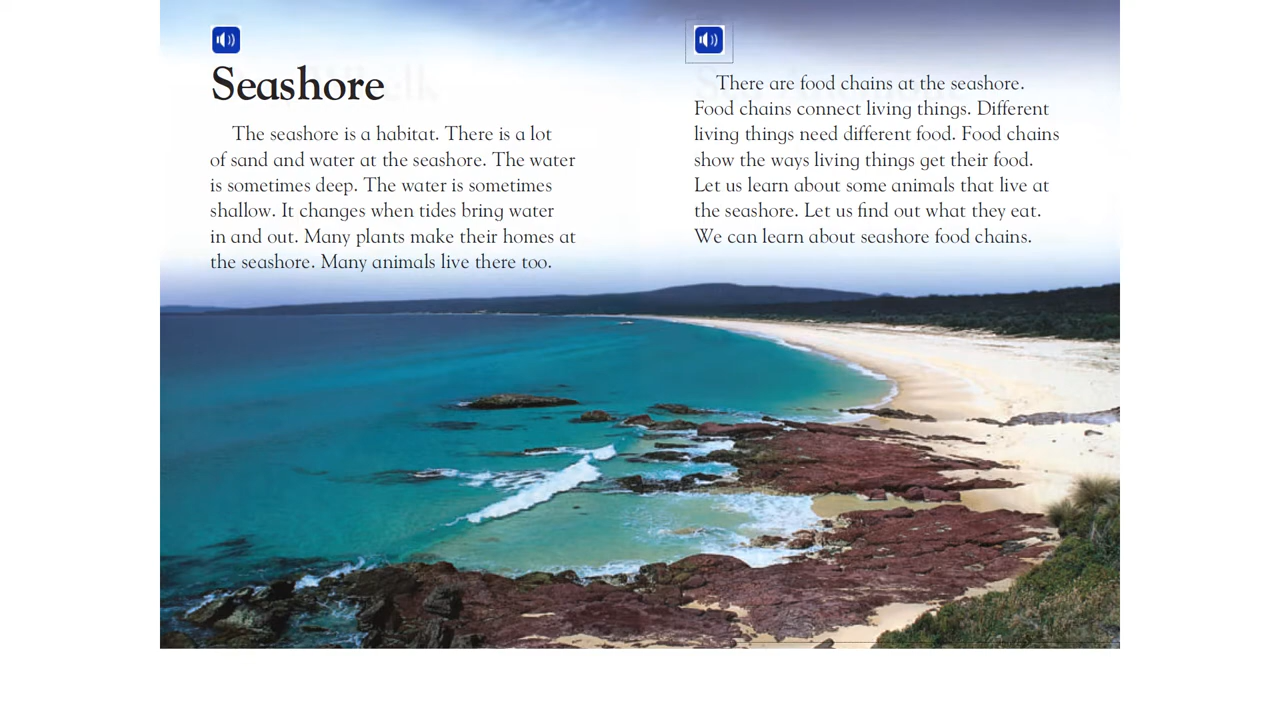 Seashore
The seashore is a habitat. There is a lot
of sand and water at the seashore. The water
is sometimes deep. The water is sometimes
shallow. It changes when tides bring water
in and out. Many plants make their homes at
the seashore. Many animals live there too.
There are food chains at the seashore.
Food chains connect living things. Different
living things need different food. Food chains
show the ways living things get their food.
Let us learn about some animals that live at
the seashore. Let us find out what they eat.
We can learn about seashore food chains.